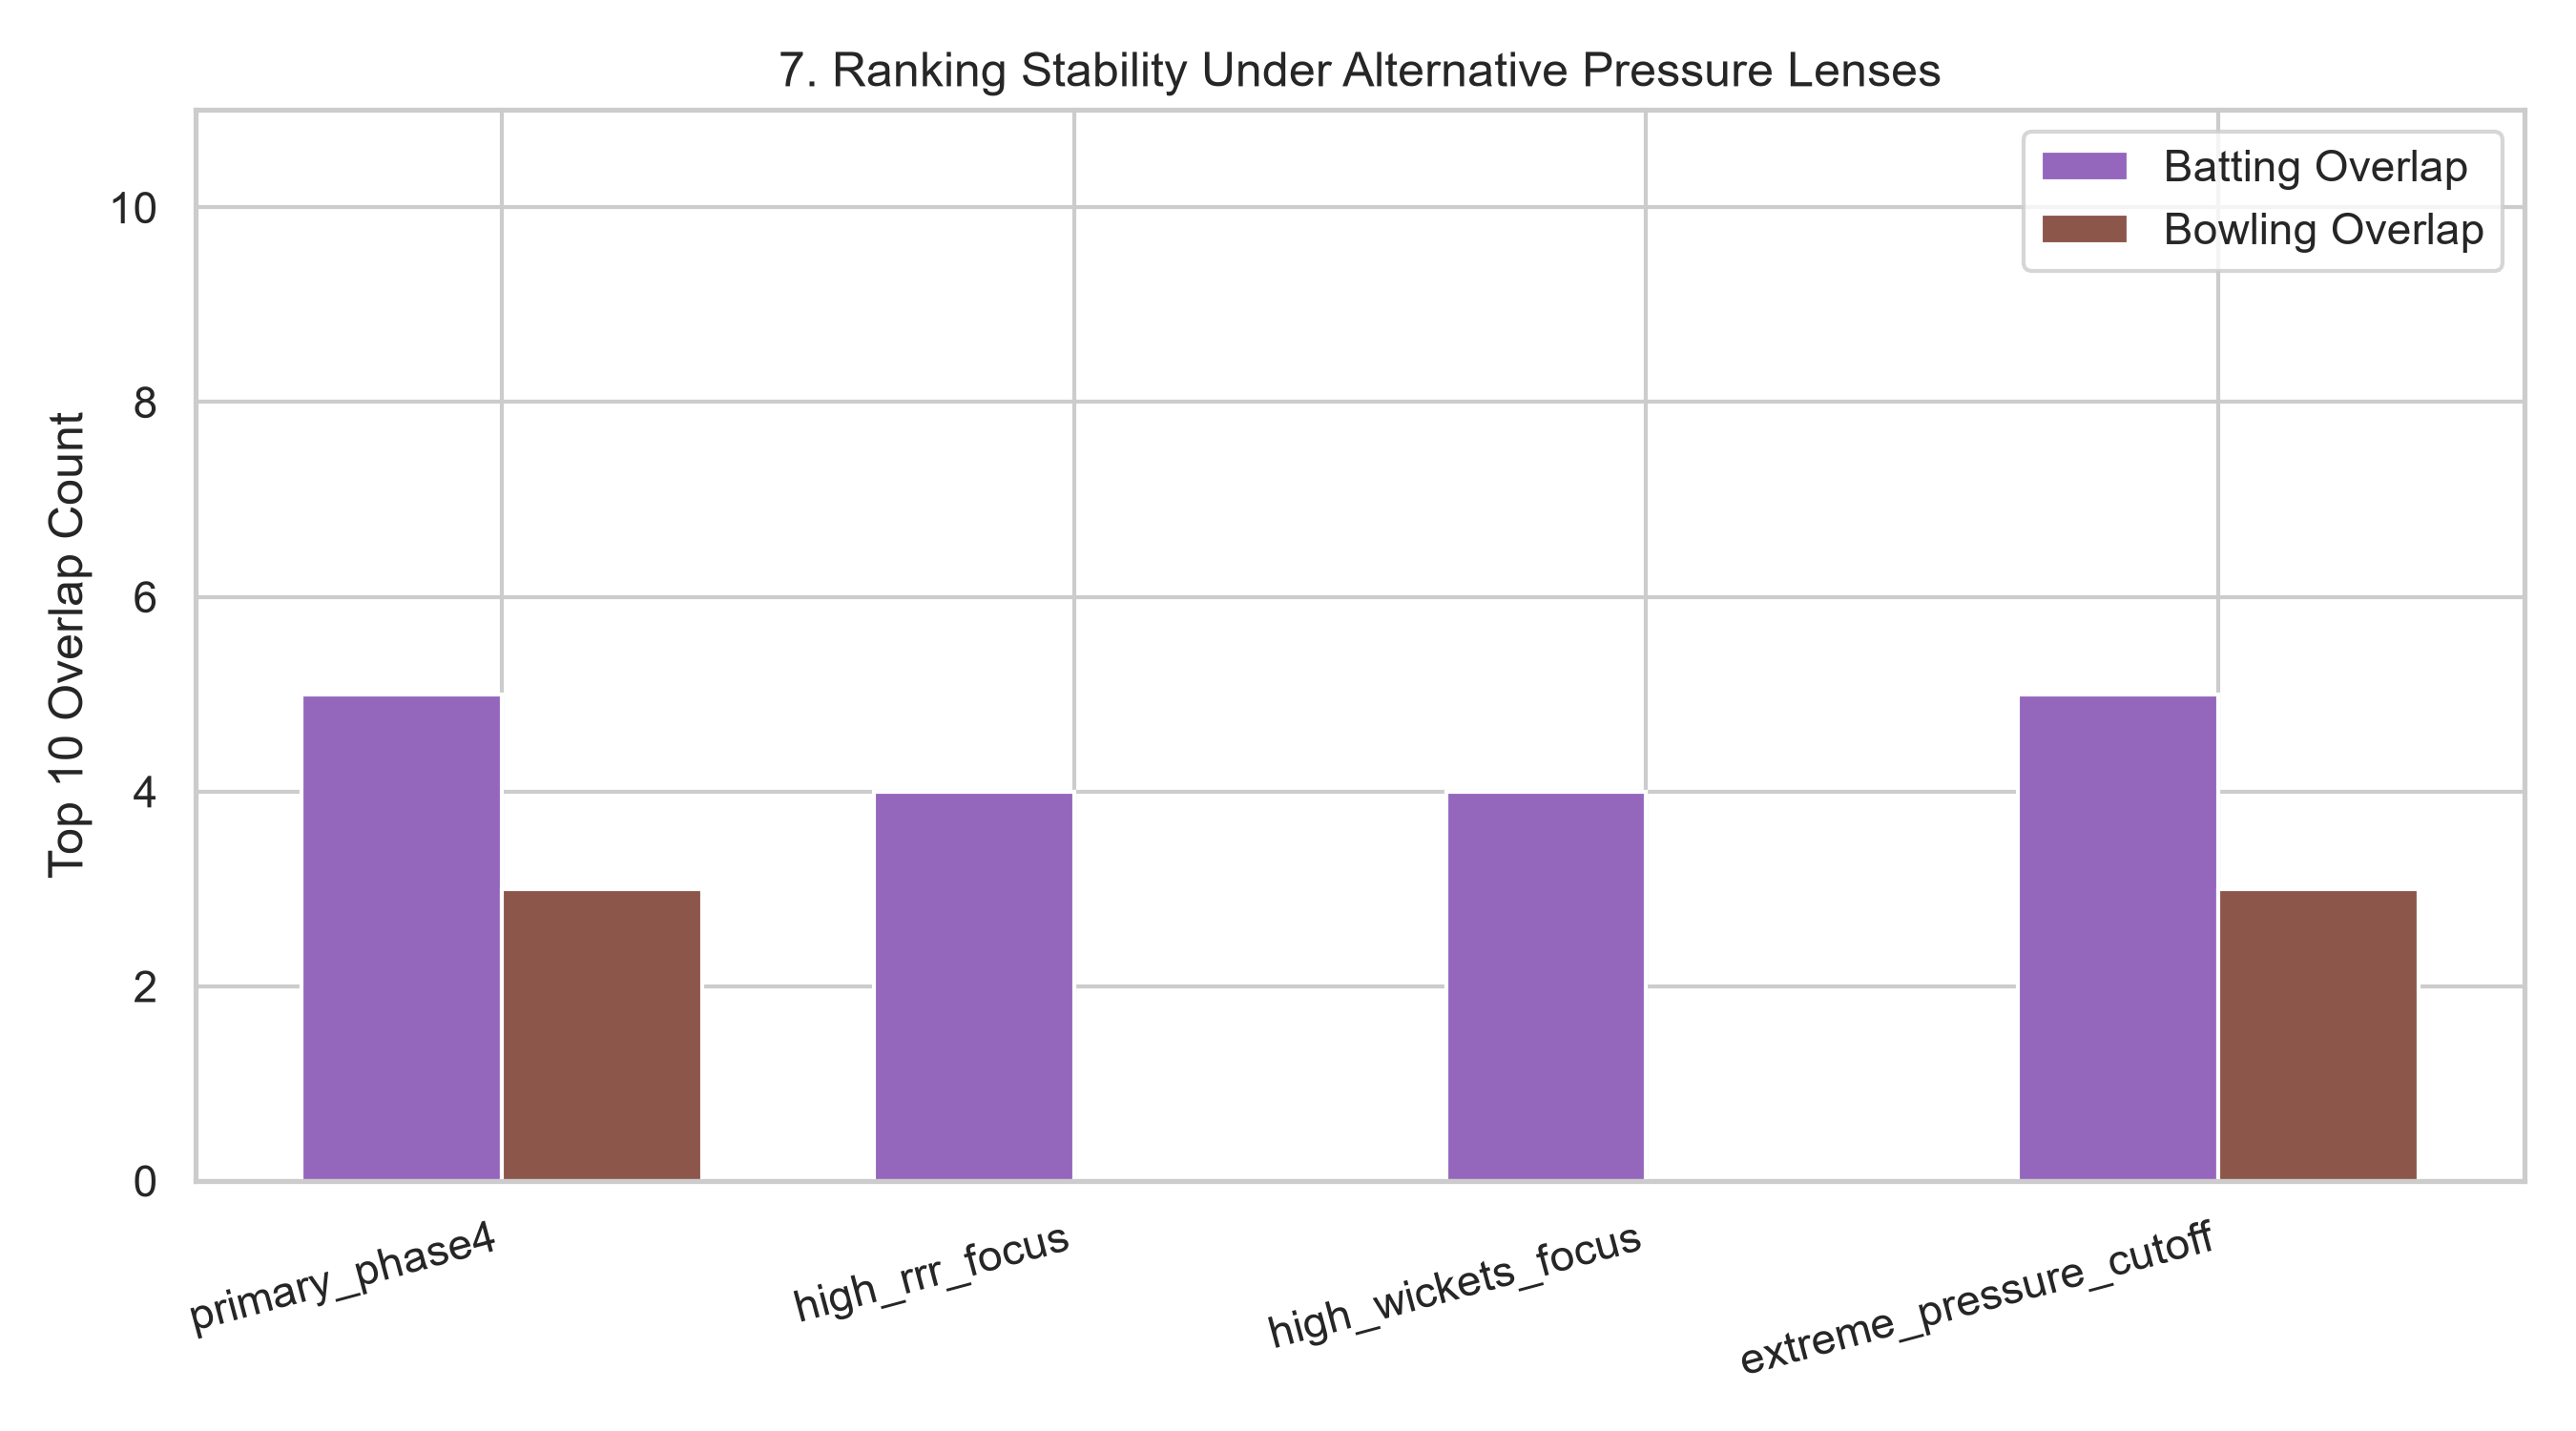 7. Ranking Stability Under Alternative Pressure Lenses
Batting Overlap
Bowling Overlap
Top 10 Overlap Count
10
8
6
4
2
0
primary_phase4
high_rrr_focus
high_wickets_focus
extreme_pressure_cutoff